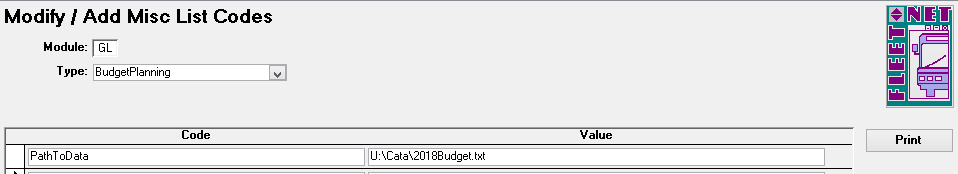 Modify / Add Misc List Codes
Module: GL
Type: BudgetPlanning
FLEET NET
Code Value
Print
PathToData U:\Cata\2018Budget.txt